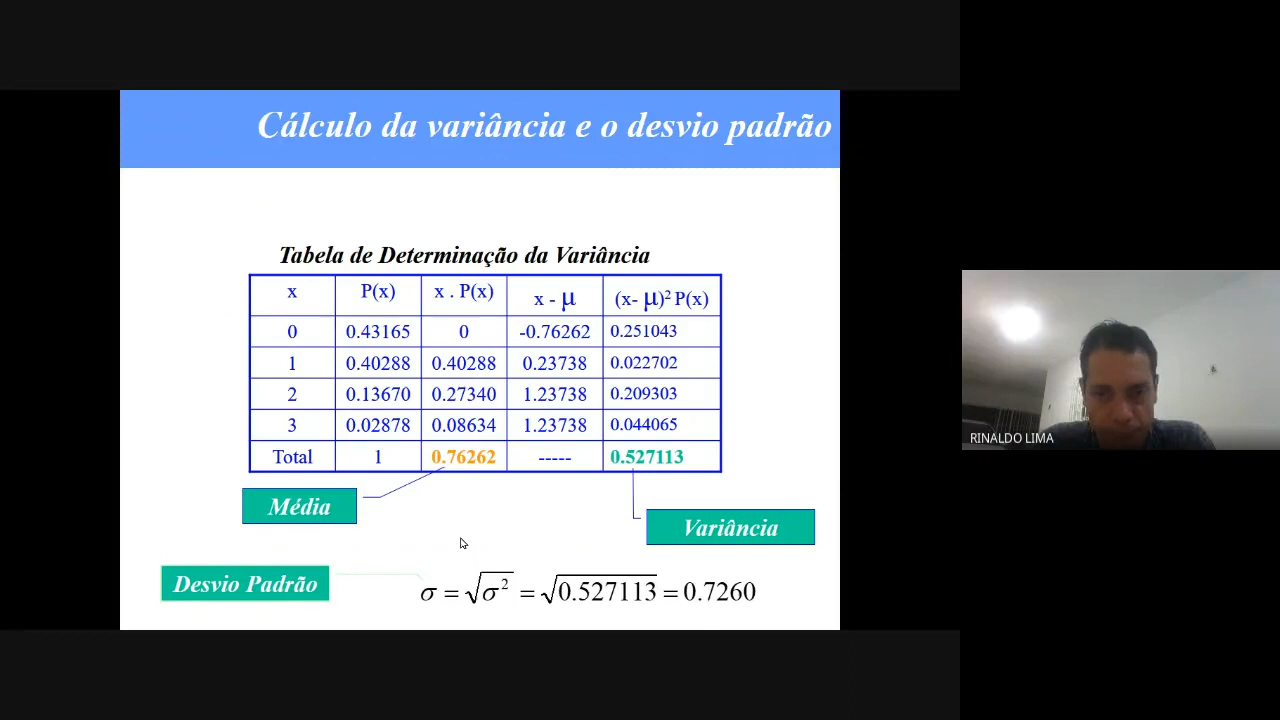 Cálculo da variância e o desvio padrão
Tabela de Determinação da Variância
x P(x) x . P(x) x - μ (x- μ)² P(x)
0 0.43165 0 -0.76262 0.251043
1 0.40288 0.40288 0.23738 0.022702
2 0.13670 0.27340 1.23738 0.209303
3 0.02878 0.08634 1.23738 0.044065
Total 1 0.76262 ----- 0.527113
Média
Variância
Desvio Padrão
σ = √σ² = √0.527113 = 0.7260
RINALDO LIMA